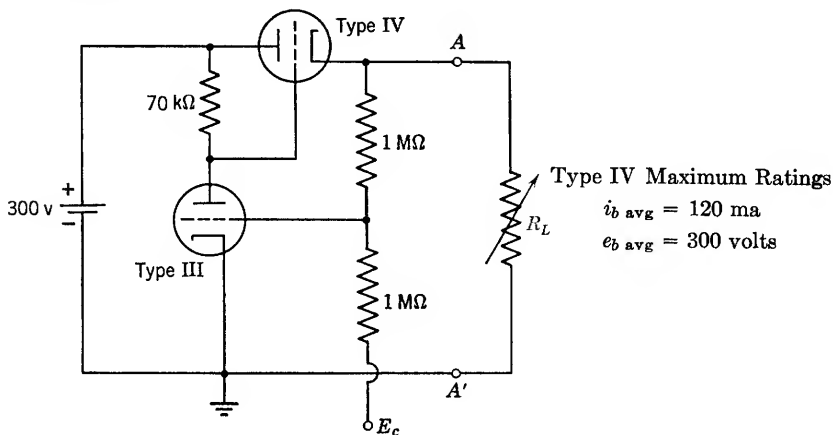 Type IV
A
70 kΩ
1 MΩ
300 v
+
-
Type III
1 MΩ
R_L
Type IV Maximum Ratings
i_b avg = 120 ma
e_b avg = 300 volts
A'
E_c